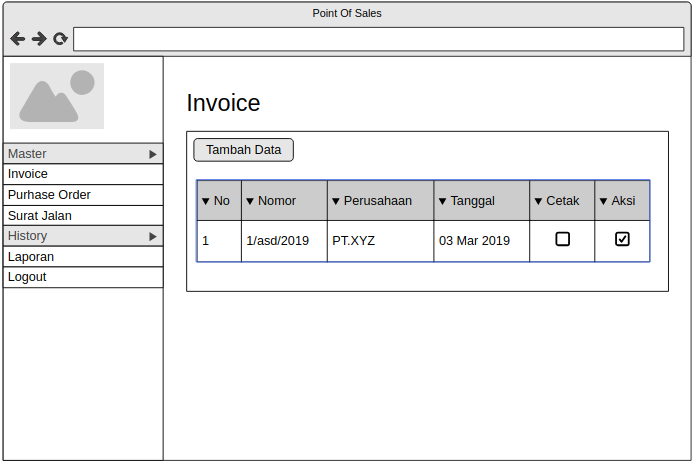 Point Of Sales
Invoice
Master
Invoice
Purhase Order
Surat Jalan
History
Laporan
Logout
Tambah Data
No Nomor Perusahaan Tanggal Cetak Aksi
1 1/asd/2019 PT.XYZ 03 Mar 2019